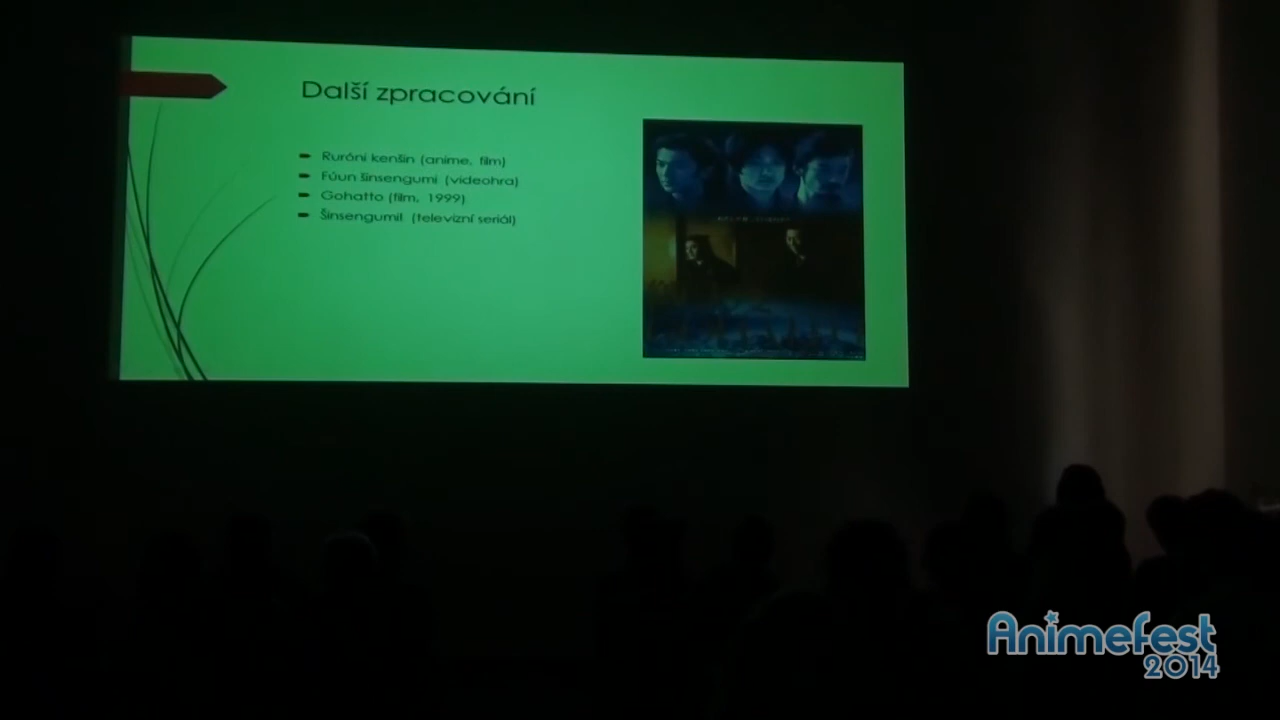 Další zpracování
Ruróni kenšin (anime, film)
Fúun šinsengumi (videohra)
Gohatto (film, 1999)
Šinsengumi! (televizní seriál)
Animefest
2014